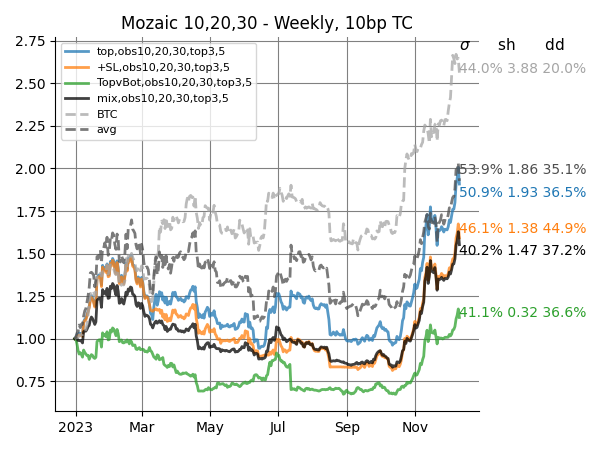 Mozaic 10,20,30 - Weekly, 10bp TC
σ sh dd
2.75
2.50
2.25
2.00
1.75
1.50
1.25
1.00
0.75
top,obs10,20,30,top3,5
+SL,obs10,20,30,top3,5
TopvBot,obs10,20,30,top3,5
mix,obs10,20,30,top3,5
BTC
avg
44.0% 3.88 20.0%
53.9% 1.86 35.1%
50.9% 1.93 36.5%
46.1% 1.38 44.9%
40.2% 1.47 37.2%
41.1% 0.32 36.6%
2023 Mar May Jul Sep Nov